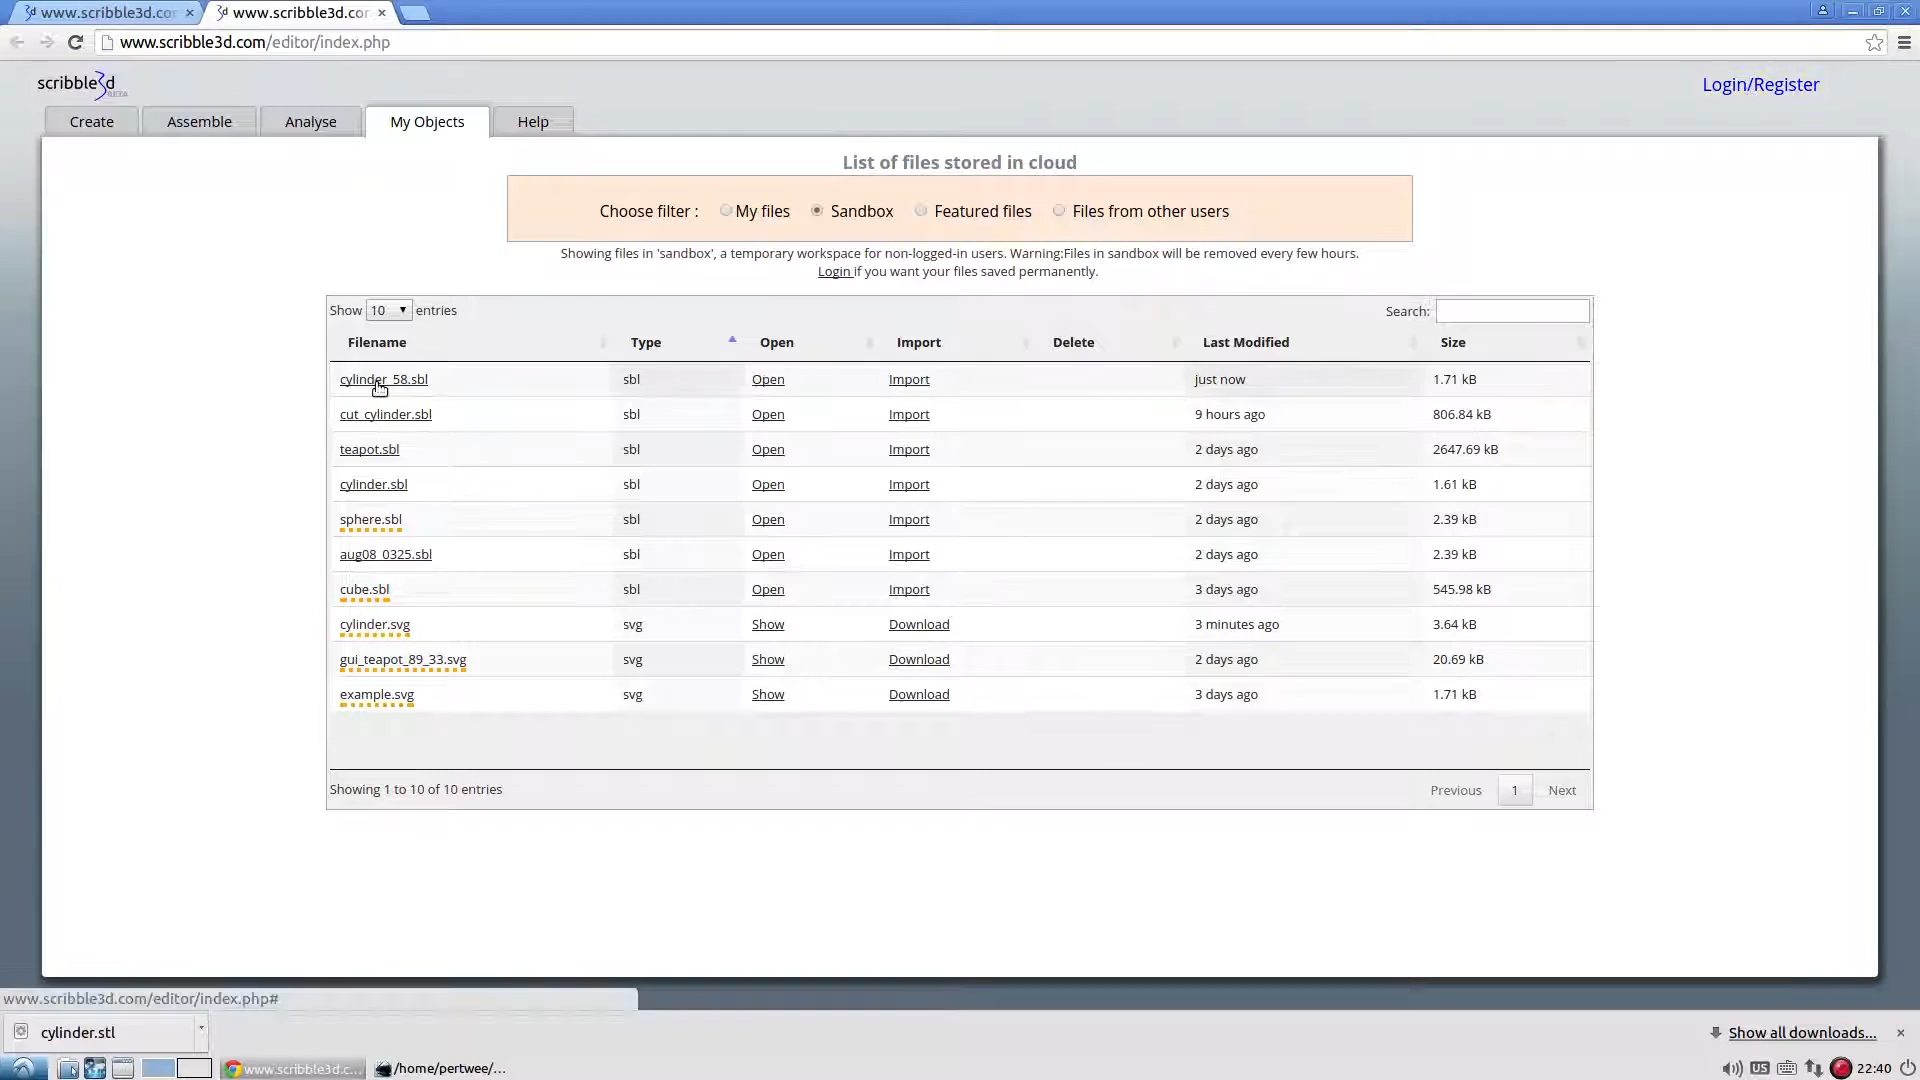 www.scribble3d.co
www.scribble3d.cor
www.scribble3d.com/editor/index.php
scribble3d
BETA
Login/Register
Create
Assemble
Analyse
My Objects
Help
List of files stored in cloud
Choose filter : My files Sandbox Featured files Files from other users
Showing files in 'sandbox', a temporary workspace for non-logged-in users. Warning:Files in sandbox will be removed every few hours.
Login if you want your files saved permanently.
Show 10 entries
Search:
Filename Type Open Import Delete Last Modified Size
cylinder_58.sbl sbl Open Import just now 1.71 kB
cut_cylinder.sbl sbl Open Import 9 hours ago 806.84 kB
teapot.sbl sbl Open Import 2 days ago 2647.69 kB
cylinder.sbl sbl Open Import 2 days ago 1.61 kB
sphere.sbl sbl Open Import 2 days ago 2.39 kB
aug08_0325.sbl sbl Open Import 2 days ago 2.39 kB
cube.sbl sbl Open Import 3 days ago 545.98 kB
cylinder.svg svg Show Download 3 minutes ago 3.64 kB
gui_teapot_89_33.svg svg Show Download 2 days ago 20.69 kB
example.svg svg Show Download 3 days ago 1.71 kB
Showing 1 to 10 of 10 entries
Previous 1 Next
www.scribble3d.com/editor/index.php#
cylinder.stl
Show all downloads...
www.scribble3d.c...
/home/pertwee/...
US
22:40